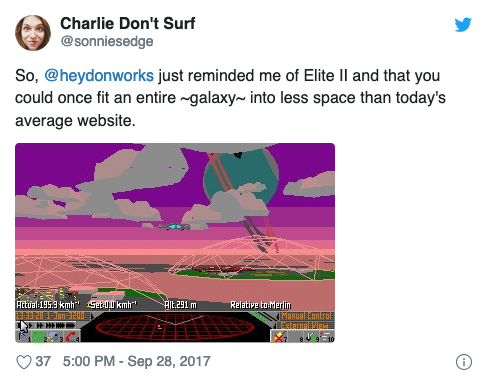 Charlie Don't Surf
@sonniesedge
So, @heydonworks just reminded me of Elite II and that you
could once fit an entire ~galaxy~ into less space than today's
average website.
Actual:195.3 kmh⁻¹ Set:0.0 kmh⁻¹ Alt:291 m Relative to:Merlin
13:33:20 1-Jan-3200 Manual Control
External View
37 5:00 PM - Sep 28, 2017